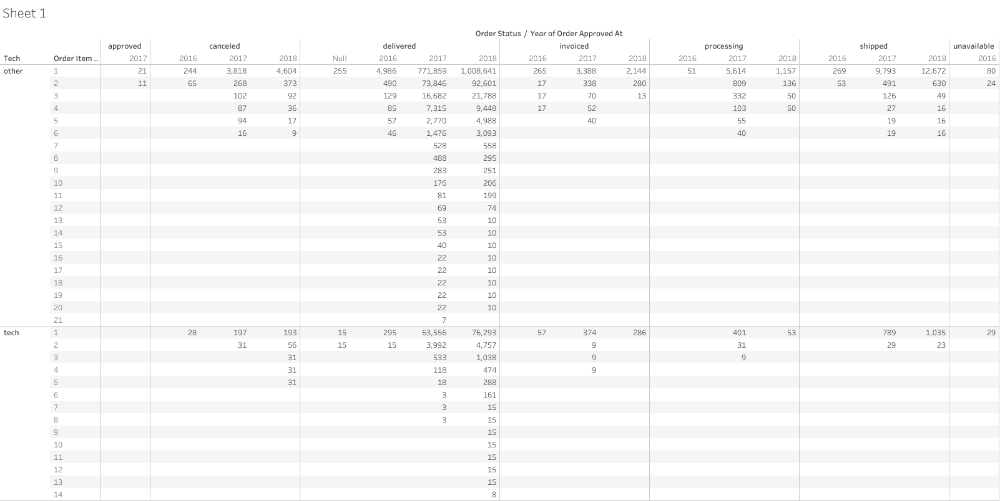 Sheet 1
Order Status / Year of Order Approved At
approved canceled delivered invoiced processing shipped unavailable
Tech Order Item .. 2017 2016 2017 2018 Null 2016 2017 2018 2016 2017 2018 2016 2017 2018 2016 2017 2018 2016
other 1 21 244 3,818 4,604 255 4,986 771,859 1,008,641 265 3,388 2,144 51 5,614 1,157 269 9,793 12,672 80
2 11 65 268 373 490 73,846 92,601 17 338 280 809 136 53 491 630 24
3 102 92 129 16,682 21,788 17 70 13 332 50 126 49
4 87 36 85 7,315 9,448 17 52 103 50 27 16
5 94 17 57 2,770 4,988 40 55 19 16
6 16 9 46 1,476 3,093 40 19 16
7 528 558
8 488 295
9 283 251
10 176 206
11 81 199
12 69 74
13 53 10
14 53 10
15 40 10
16 22 10
17 22 10
18 22 10
19 22 10
20 22 10
21 7
tech 1 28 197 193 15 295 63,556 76,293 57 374 286 401 53 789 1,035 29
2 31 56 15 15 3,992 4,757 9 31 29 23
3 31 533 1,038 9 9
4 31 118 474 9
5 31 18 288
6 3 161
7 3 15
8 3 15
9 15
10 15
11 15
12 15
13 15
14 8